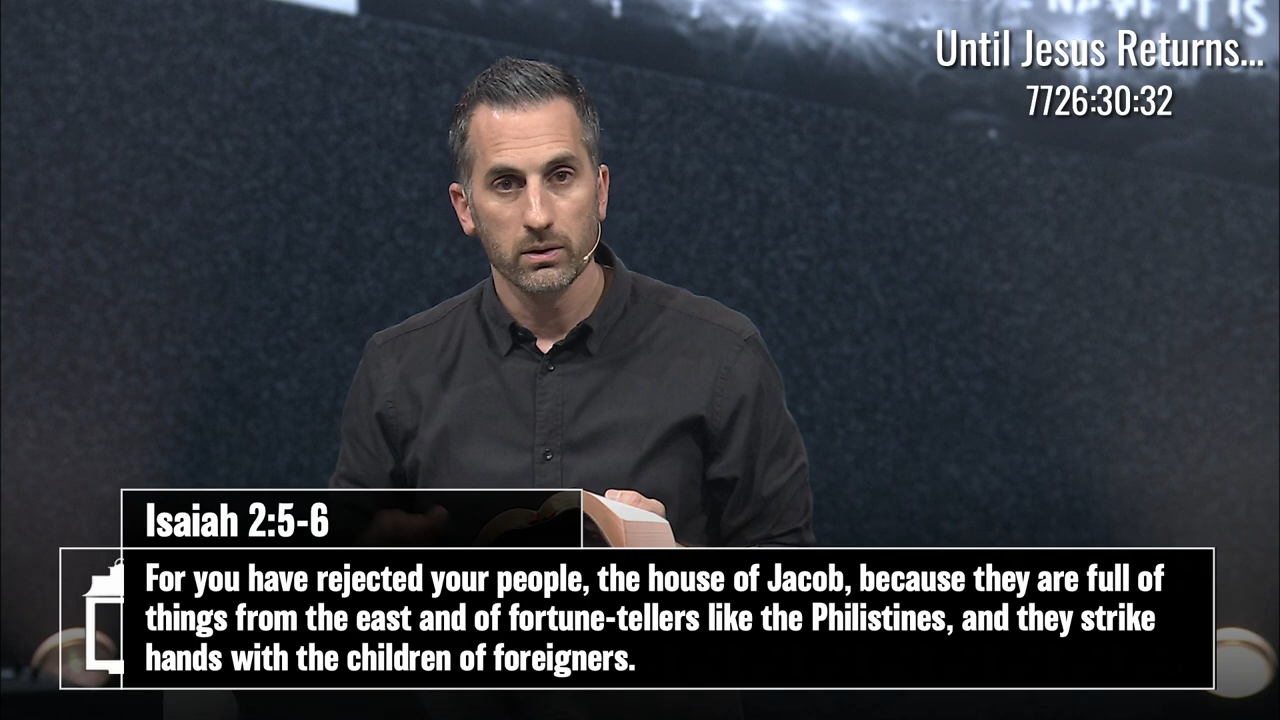 Until Jesus Returns...
7726:30:32
Isaiah 2:5-6
For you have rejected your people, the house of Jacob, because they are full of
things from the east and of fortune-tellers like the Philistines, and they strike
hands with the children of foreigners.